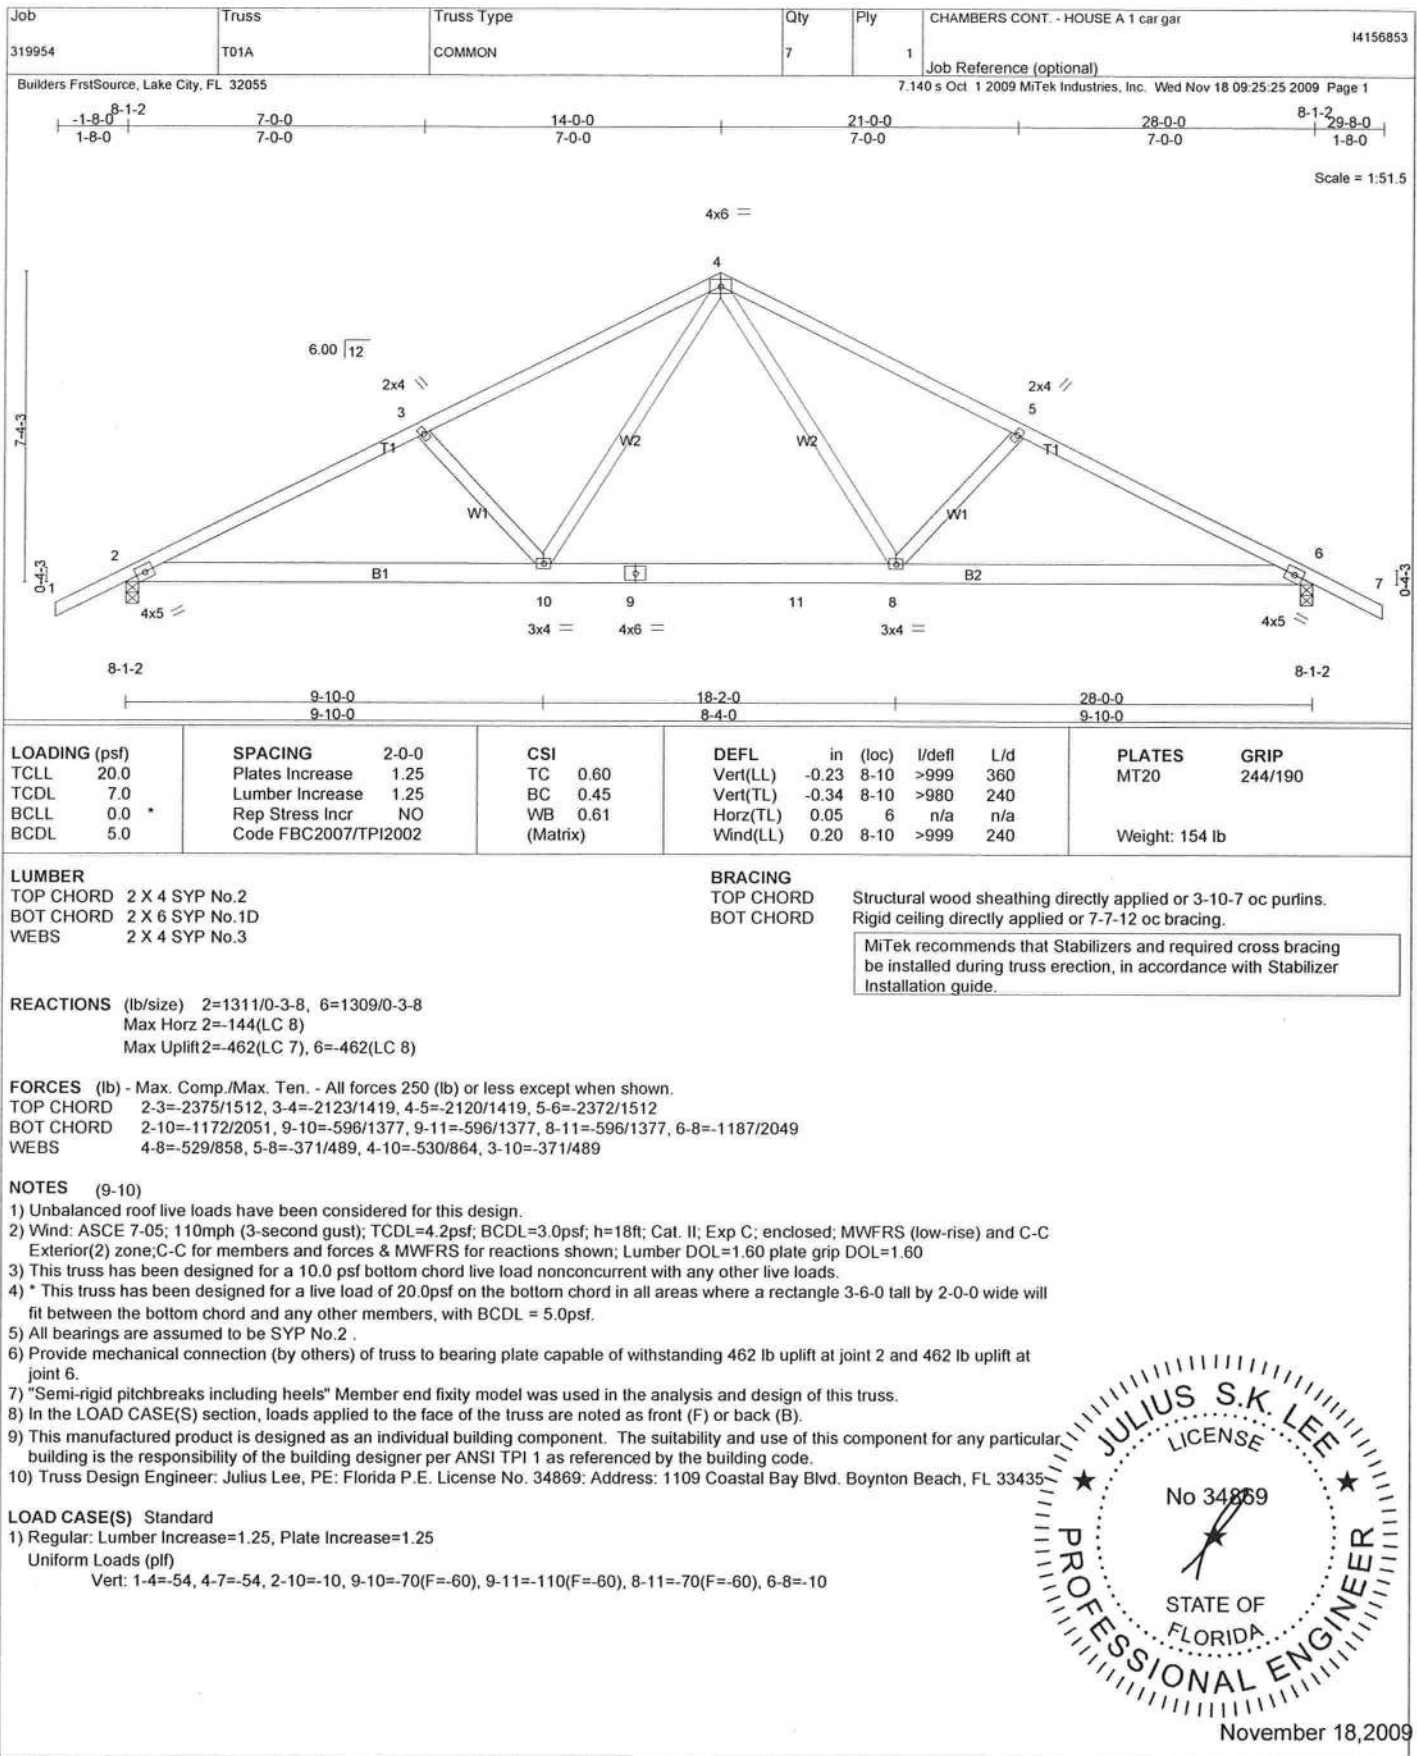 Job Truss Truss Type Qty Ply CHAMBERS CONT. - HOUSE A 1 car gar
I4156853
319954 T01A COMMON 7 1
Job Reference (optional)
Builders FrstSource, Lake City, FL 32055 7.140 s Oct 1 2009 MiTek Industries, Inc. Wed Nov 18 09:25:25 2009 Page 1
8-1-2 8-1-2
-1-8-0 7-0-0 14-0-0 21-0-0 28-0-0 29-8-0
1-8-0 7-0-0 7-0-0 7-0-0 7-0-0 1-8-0
Scale = 1:51.5
4x6 =
4
6.00 12
2x4 2x4
3 5
7-4-3
T1 W2 W2 T1
W1 W1
2 6
0-4-3 1 B1 B2 7 0-4-3
4x5 10 9 11 8 4x5
3x4 = 4x6 = 3x4 =
8-1-2 8-1-2
9-10-0 18-2-0 28-0-0
9-10-0 8-4-0 9-10-0
LOADING (psf) SPACING 2-0-0 CSI DEFL in (loc) l/defl L/d PLATES GRIP
TCLL 20.0 Plates Increase 1.25 TC 0.60 Vert(LL) -0.23 8-10 >999 360 MT20 244/190
TCDL 7.0 Lumber Increase 1.25 BC 0.45 Vert(TL) -0.34 8-10 >980 240
BCLL 0.0 * Rep Stress Incr NO WB 0.61 Horz(TL) 0.05 6 n/a n/a
BCDL 5.0 Code FBC2007/TPI2002 (Matrix) Wind(LL) 0.20 8-10 >999 240 Weight: 154 lb
LUMBER BRACING
TOP CHORD 2 X 4 SYP No.2 TOP CHORD Structural wood sheathing directly applied or 3-10-7 oc purlins.
BOT CHORD 2 X 6 SYP No.1D BOT CHORD Rigid ceiling directly applied or 7-7-12 oc bracing.
WEBS 2 X 4 SYP No.3
MiTek recommends that Stabilizers and required cross bracing
be installed during truss erection, in accordance with Stabilizer
Installation guide.
REACTIONS (lb/size) 2=1311/0-3-8, 6=1309/0-3-8
Max Horz 2=-144(LC 8)
Max Uplift 2=-462(LC 7), 6=-462(LC 8)
FORCES (lb) - Max. Comp./Max. Ten. - All forces 250 (lb) or less except when shown.
TOP CHORD 2-3=-2375/1512, 3-4=-2123/1419, 4-5=-2120/1419, 5-6=-2372/1512
BOT CHORD 2-10=-1172/2051, 9-10=-596/1377, 9-11=-596/1377, 8-11=-596/1377, 6-8=-1187/2049
WEBS 4-8=-529/858, 5-8=-371/489, 4-10=-530/864, 3-10=-371/489
NOTES (9-10)
1) Unbalanced roof live loads have been considered for this design.
2) Wind: ASCE 7-05; 110mph (3-second gust); TCDL=4.2psf; BCDL=3.0psf; h=18ft; Cat. II; Exp C; enclosed; MWFRS (low-rise) and C-C
Exterior(2) zone;C-C for members and forces & MWFRS for reactions shown; Lumber DOL=1.60 plate grip DOL=1.60
3) This truss has been designed for a 10.0 psf bottom chord live load nonconcurrent with any other live loads.
4) * This truss has been designed for a live load of 20.0psf on the bottom chord in all areas where a rectangle 3-6-0 tall by 2-0-0 wide will
fit between the bottom chord and any other members, with BCDL = 5.0psf.
5) All bearings are assumed to be SYP No.2 .
6) Provide mechanical connection (by others) of truss to bearing plate capable of withstanding 462 lb uplift at joint 2 and 462 lb uplift at
joint 6.
7) "Semi-rigid pitchbreaks including heels" Member end fixity model was used in the analysis and design of this truss.
8) In the LOAD CASE(S) section, loads applied to the face of the truss are noted as front (F) or back (B).
9) This manufactured product is designed as an individual building component. The suitability and use of this component for any particular
building is the responsibility of the building designer per ANSI TPI 1 as referenced by the building code.
10) Truss Design Engineer: Julius Lee, PE: Florida P.E. License No. 34869: Address: 1109 Coastal Bay Blvd. Boynton Beach, FL 33435
LOAD CASE(S) Standard
1) Regular: Lumber Increase=1.25, Plate Increase=1.25
Uniform Loads (plf)
Vert: 1-4=-54, 4-7=-54, 2-10=-10, 9-10=-70(F=-60), 9-11=-110(F=-60), 8-11=-70(F=-60), 6-8=-10
JULIUS S.K. LEE
LICENSE
No 34869
STATE OF
FLORIDA
PROFESSIONAL ENGINEER
November 18,2009